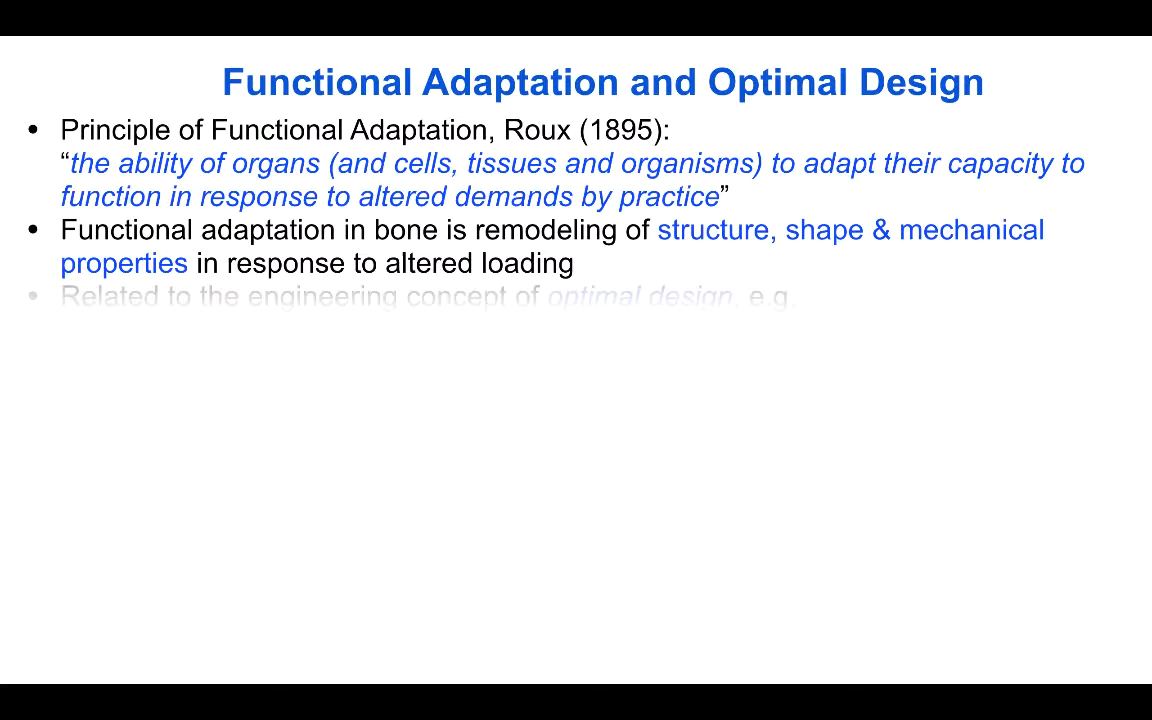 Functional Adaptation and Optimal Design
• Principle of Functional Adaptation, Roux (1895):
“the ability of organs (and cells, tissues and organisms) to adapt their capacity to
function in response to altered demands by practice”
• Functional adaptation in bone is remodeling of structure, shape & mechanical
properties in response to altered loading
• Related to the engineering concept of optimal design, e.g.